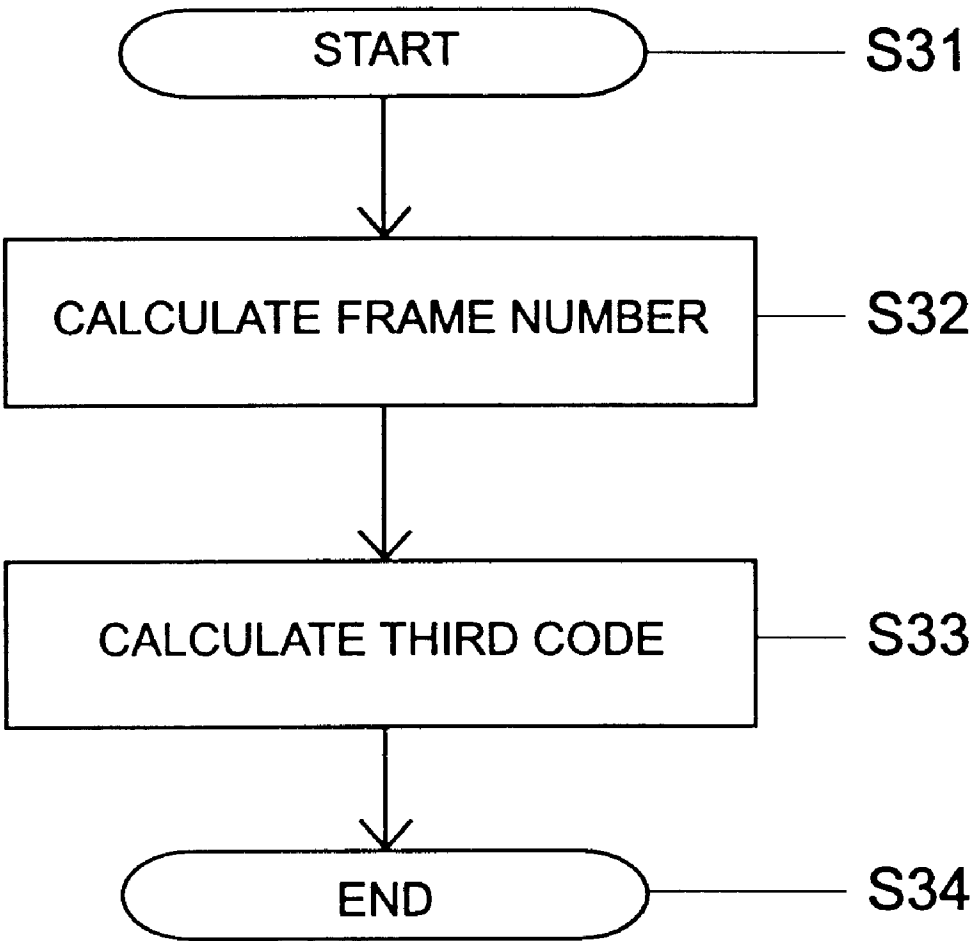 START S31
CALCULATE FRAME NUMBER S32
CALCULATE THIRD CODE S33
END S34